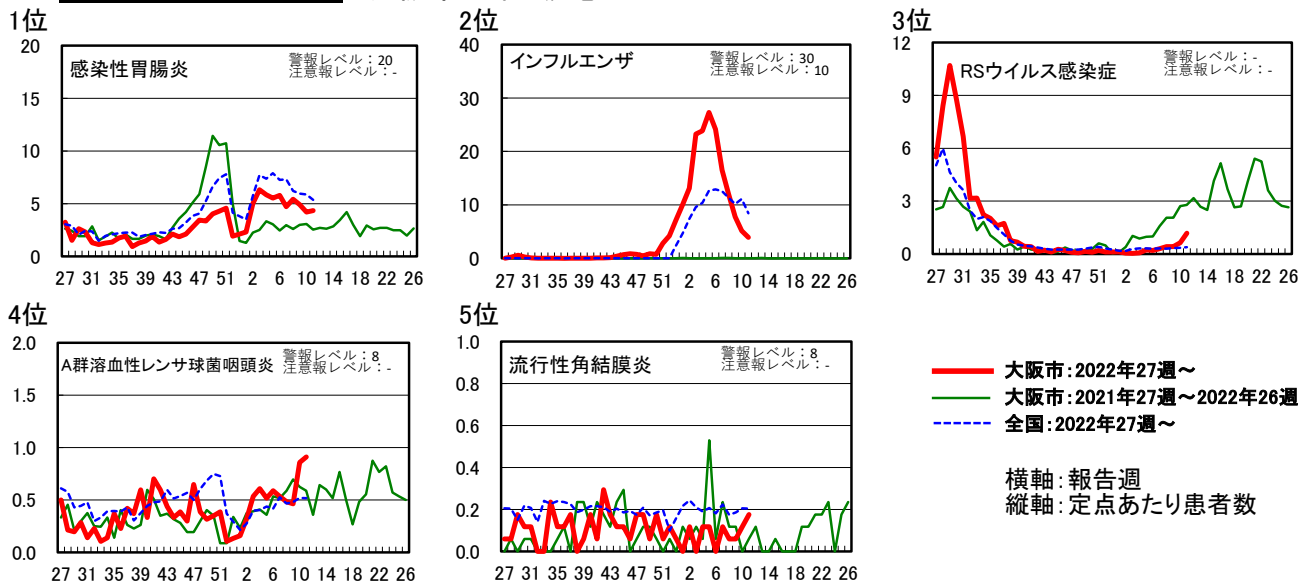 1位
感染性胃腸炎
警報レベル：20
注意報レベル：-
20
15
10
5
0
27 31 35 39 43 47 51 2 6 10 14 18 22 26
2位
インフルエンザ
警報レベル：30
注意報レベル：10
40
30
20
10
0
27 31 35 39 43 47 51 2 6 10 14 18 22 26
3位
RSウイルス感染症
警報レベル：-
注意報レベル：-
12
9
6
3
0
27 31 35 39 43 47 51 2 6 10 14 18 22 26
4位
A群溶血性レンサ球菌咽頭炎
警報レベル：8
注意報レベル：-
2.0
1.5
1.0
0.5
0.0
27 31 35 39 43 47 51 2 6 10 14 18 22 26
5位
流行性角結膜炎
警報レベル：8
注意報レベル：-
1.0
0.8
0.6
0.4
0.2
0.0
27 31 35 39 43 47 51 2 6 10 14 18 22 26
大阪市：2022年27週～
大阪市：2021年27週～2022年26週
全国：2022年27週～
横軸：報告週
縦軸：定点あたり患者数